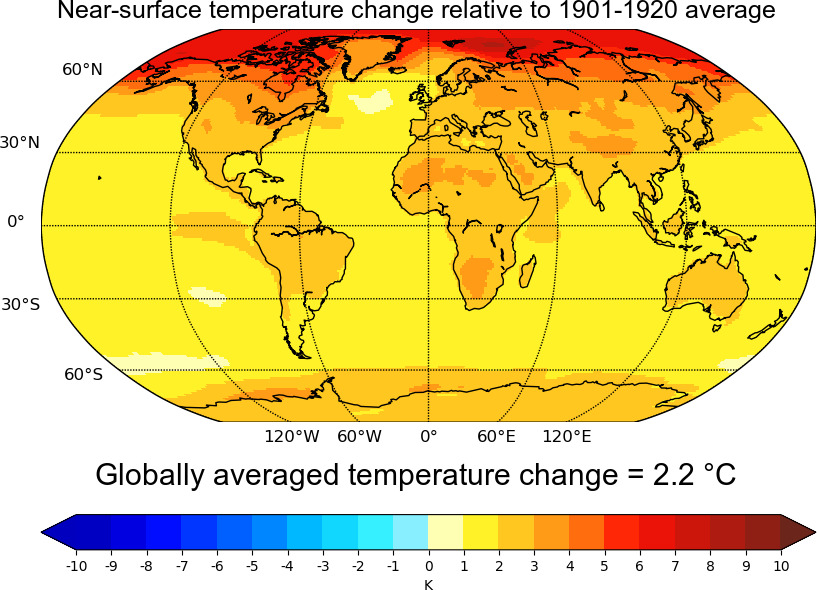 Near-surface temperature change relative to 1901-1920 average
60°N
30°N
0°
30°S
60°S
120°W 60°W 0° 60°E 120°E
Globally averaged temperature change = 2.2 °C
-10 -9 -8 -7 -6 -5 -4 -3 -2 -1 0 1 2 3 4 5 6 7 8 9 10
K